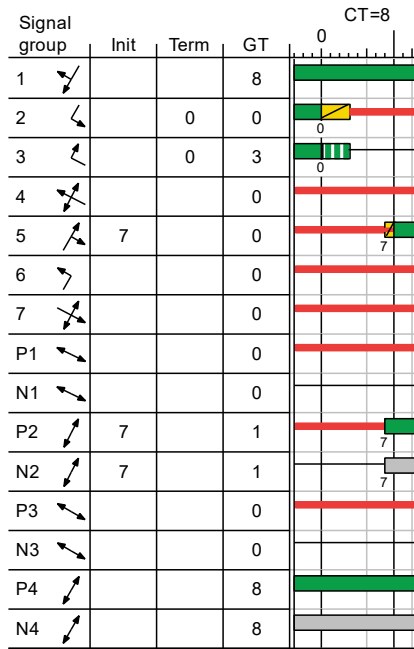 CT=8
Signal
group Init Term GT 0
1 8
2 0 0
0
3 0 3
0
4 0
5 7 0
7
6 0
7 0
P1 0
N1 0
P2 7 1
7
N2 7 1
7
P3 0
N3 0
P4 8
N4 8